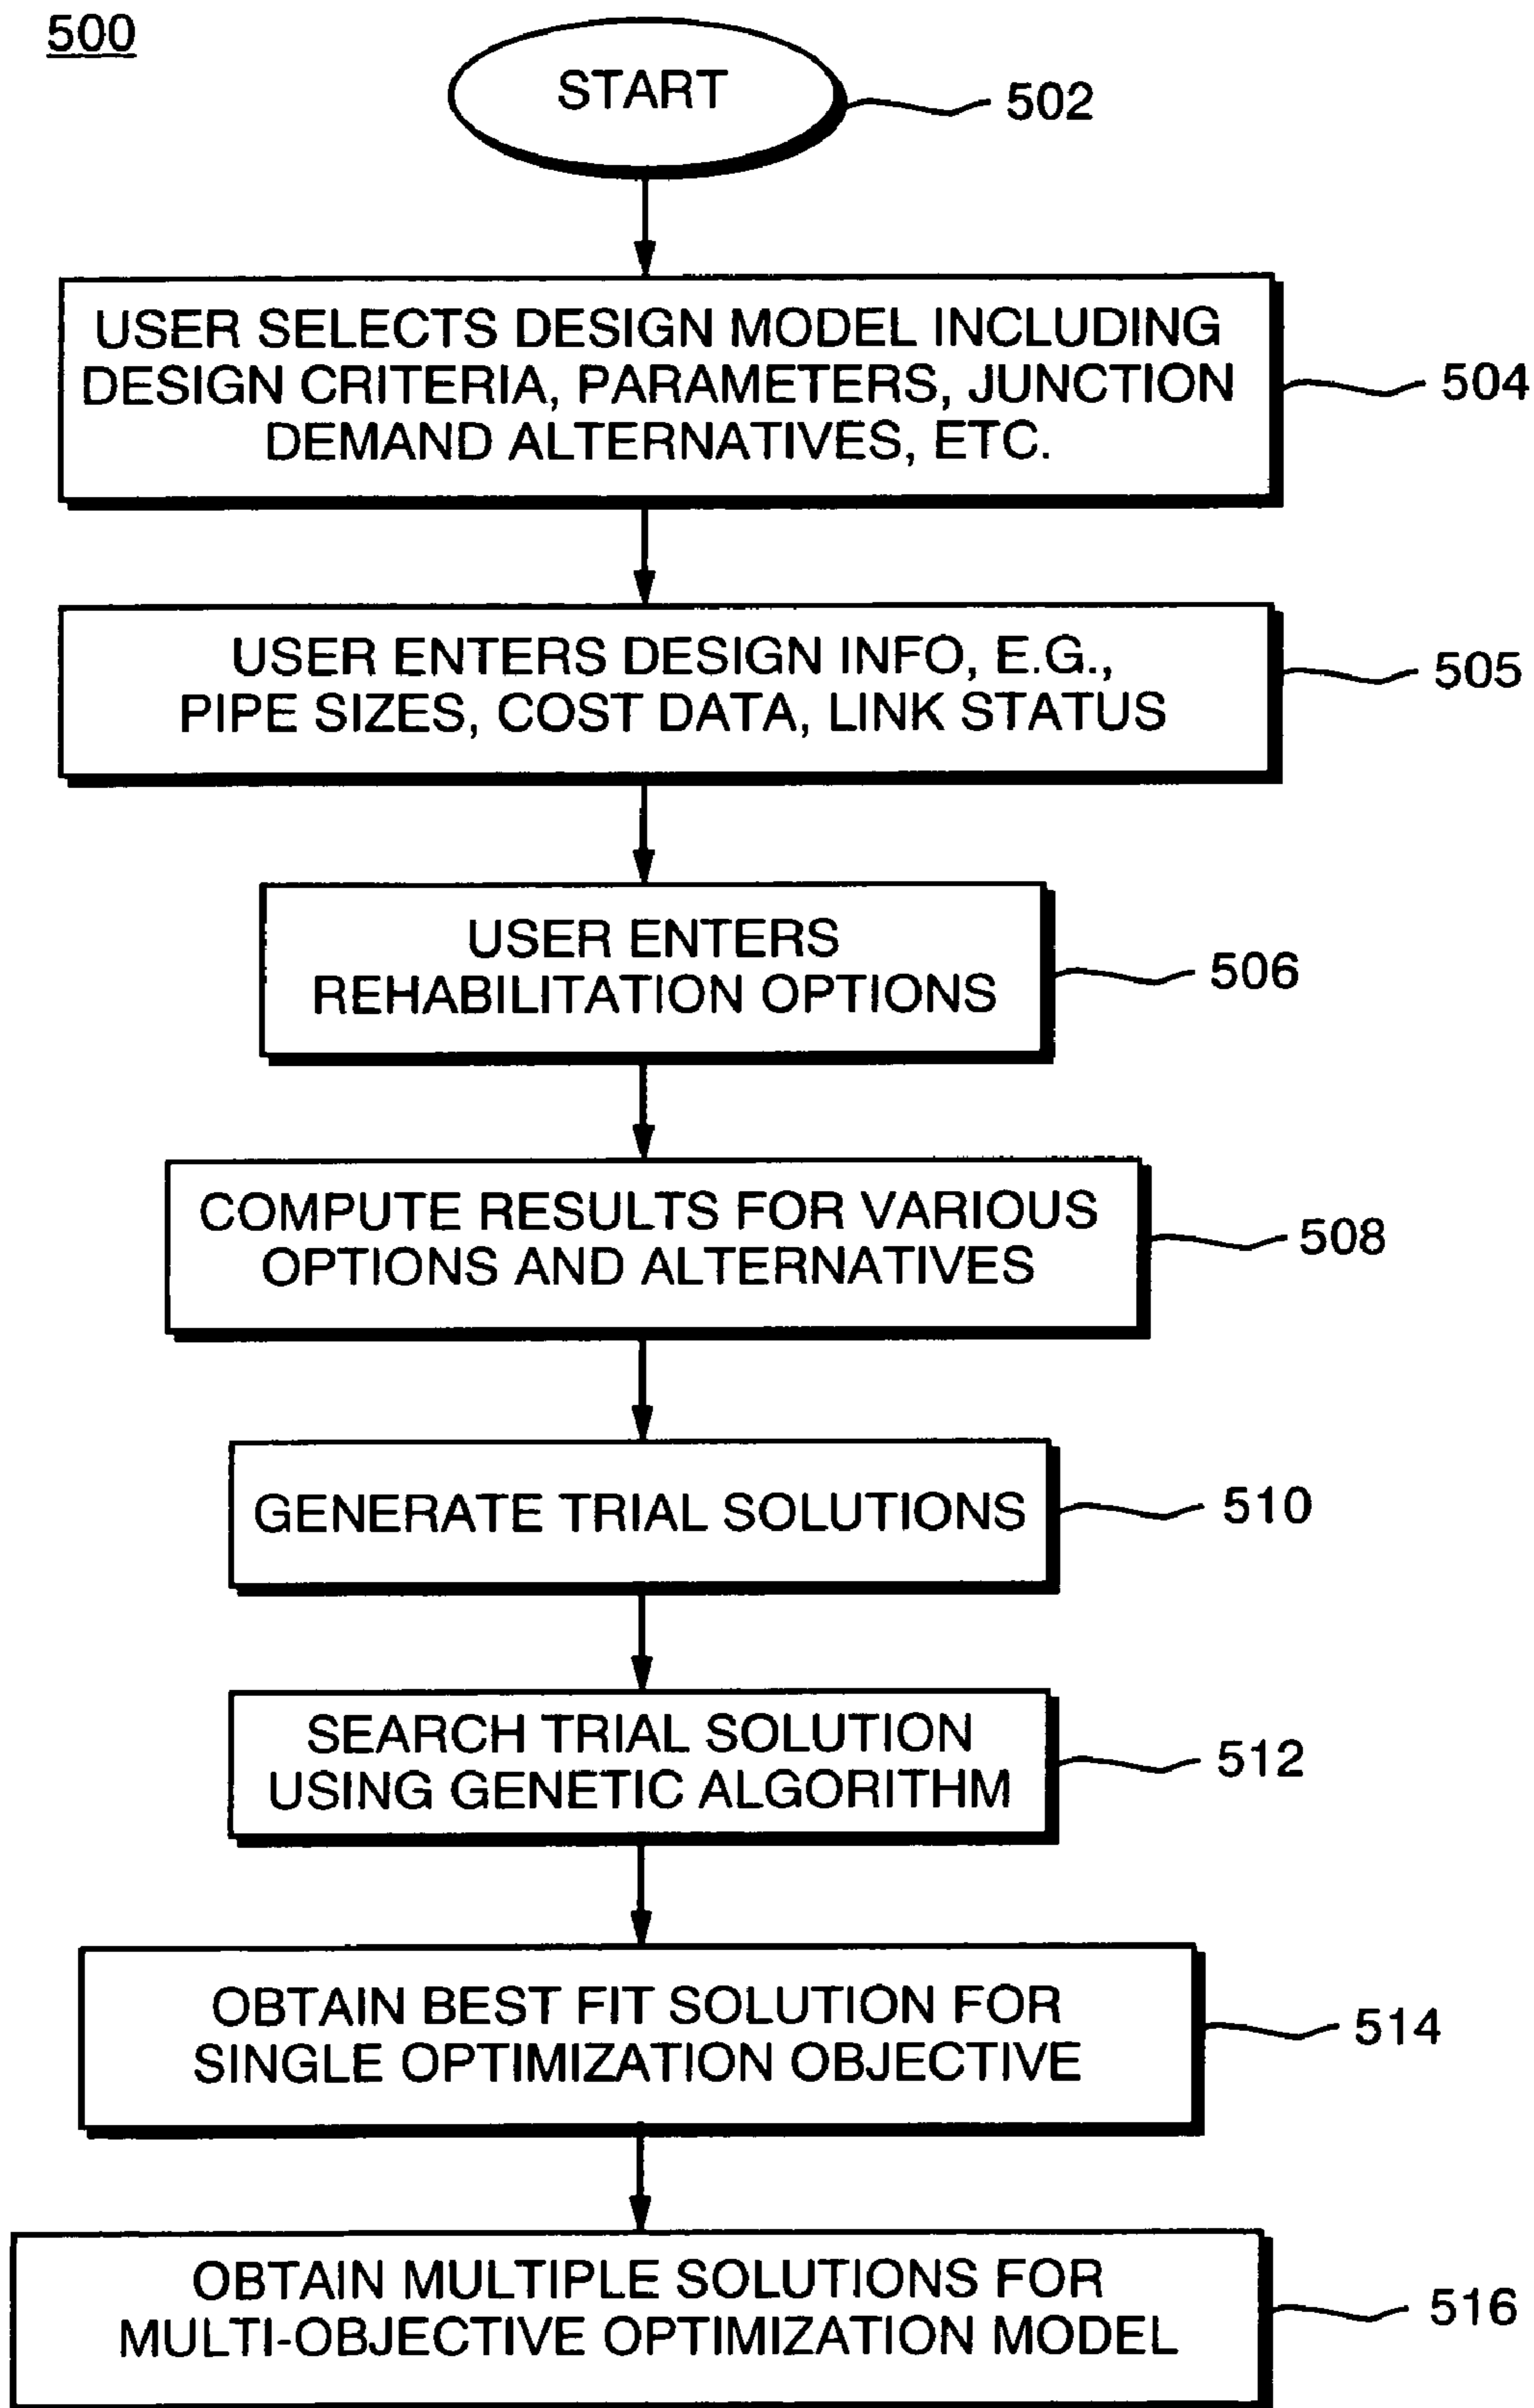 500
START
502
USER SELECTS DESIGN MODEL INCLUDING
DESIGN CRITERIA, PARAMETERS, JUNCTION
DEMAND ALTERNATIVES, ETC.
504
USER ENTERS DESIGN INFO, E.G.,
PIPE SIZES, COST DATA, LINK STATUS
505
USER ENTERS
REHABILITATION OPTIONS
506
COMPUTE RESULTS FOR VARIOUS
OPTIONS AND ALTERNATIVES
508
GENERATE TRIAL SOLUTIONS
510
SEARCH TRIAL SOLUTION
USING GENETIC ALGORITHM
512
OBTAIN BEST FIT SOLUTION FOR
SINGLE OPTIMIZATION OBJECTIVE
514
OBTAIN MULTIPLE SOLUTIONS FOR
MULTI-OBJECTIVE OPTIMIZATION MODEL
516